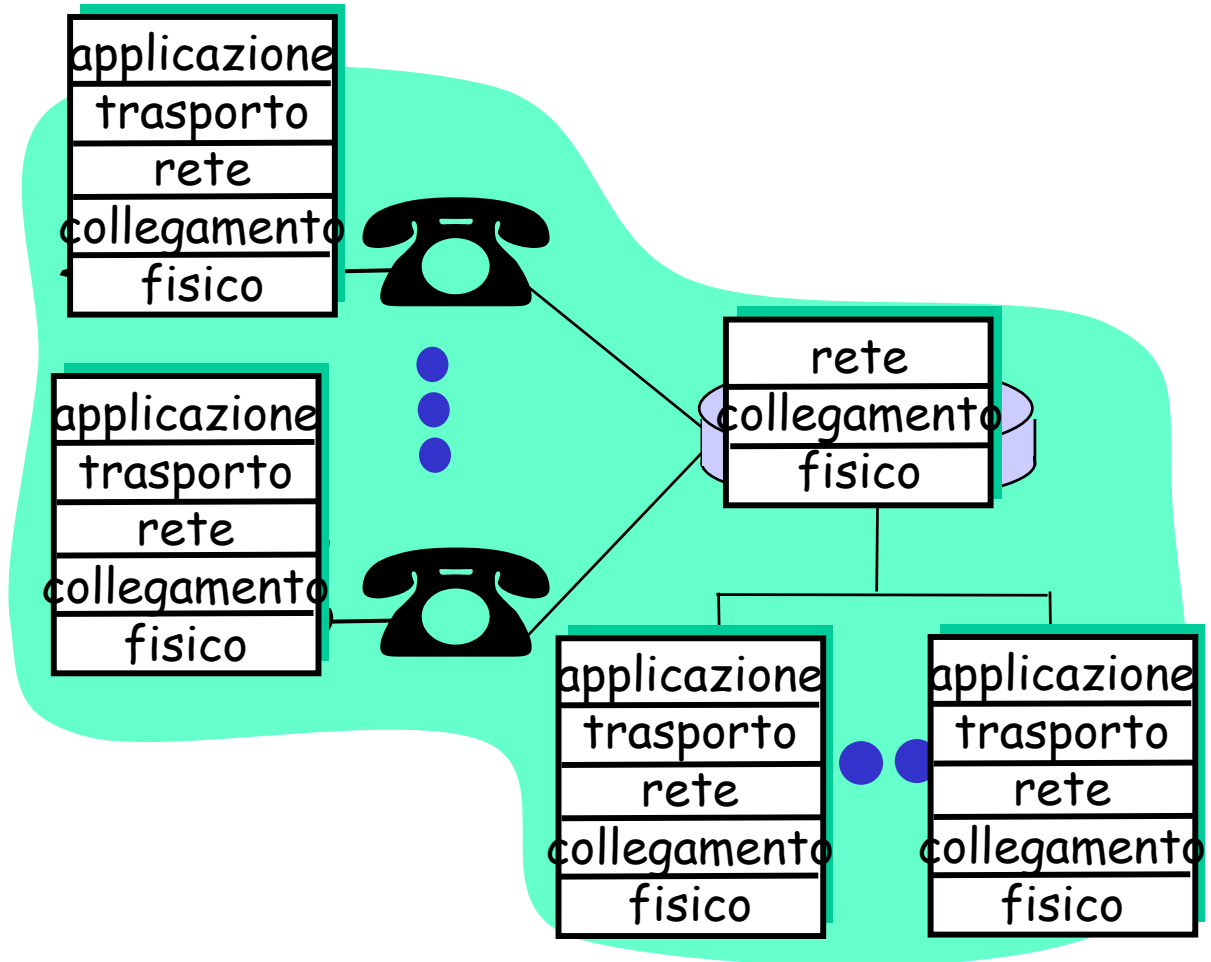 applicazione
trasporto
rete
collegamento
fisico
applicazione
trasporto
rete
collegamento
fisico
rete
collegamento
fisico
applicazione
trasporto
rete
collegamento
fisico
applicazione
trasporto
rete
collegamento
fisico